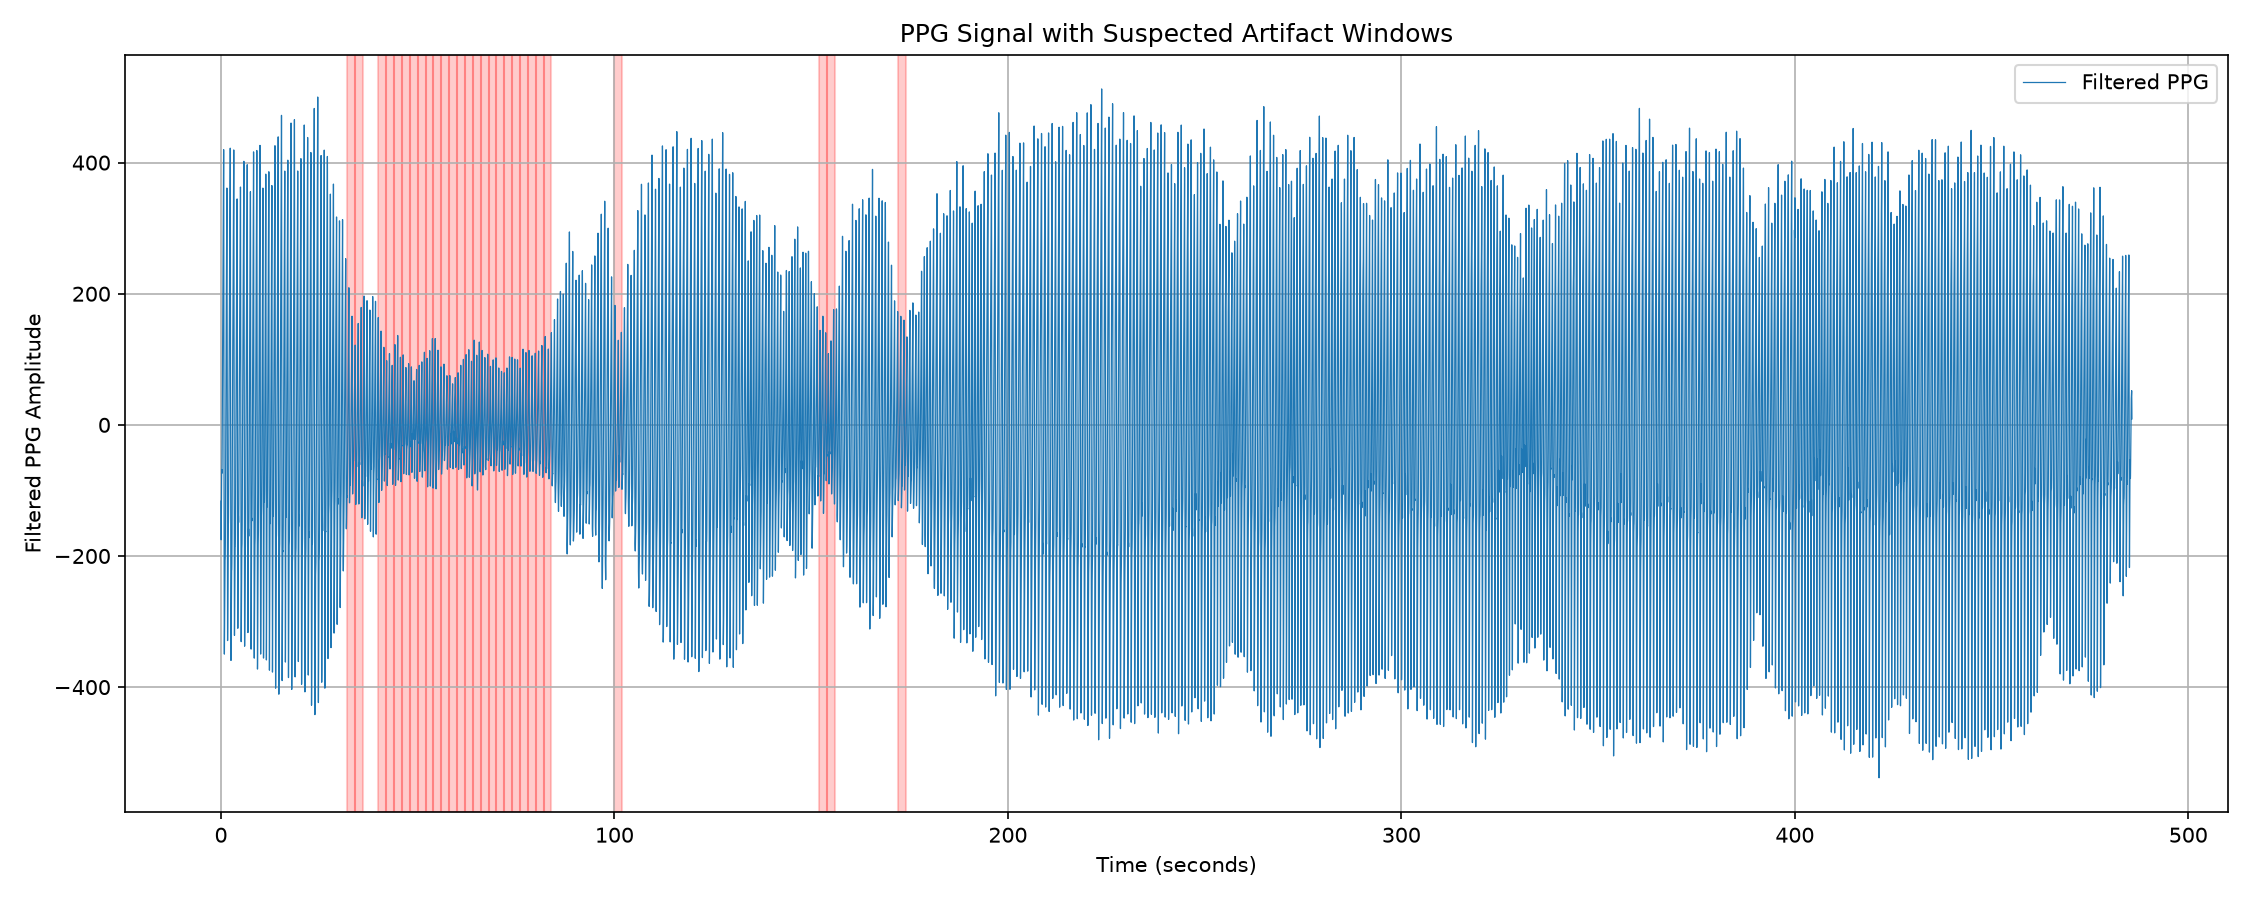 PPG Signal with Suspected Artifact Windows
Filtered PPG
Filtered PPG Amplitude
400
200
0
−200
−400
0 100 200 300 400 500
Time (seconds)